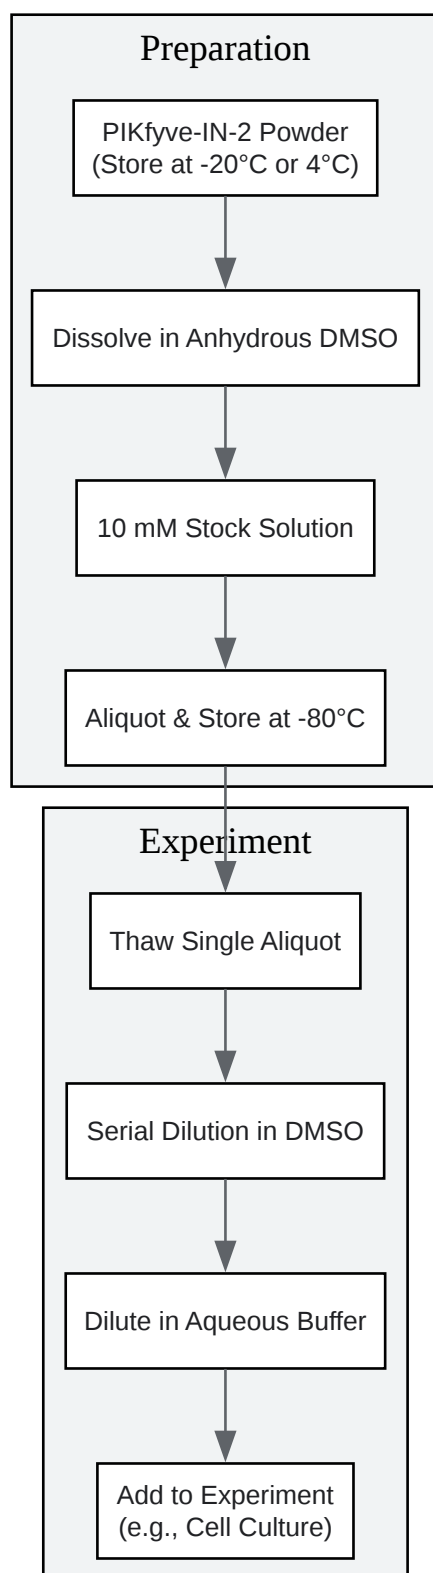 Preparation
PIKfyve-IN-2 Powder
(Store at -20°C or 4°C)
Dissolve in Anhydrous DMSO
10 mM Stock Solution
Aliquot & Store at -80°C
Experiment
Thaw Single Aliquot
Serial Dilution in DMSO
Dilute in Aqueous Buffer
Add to Experiment
(e.g., Cell Culture)